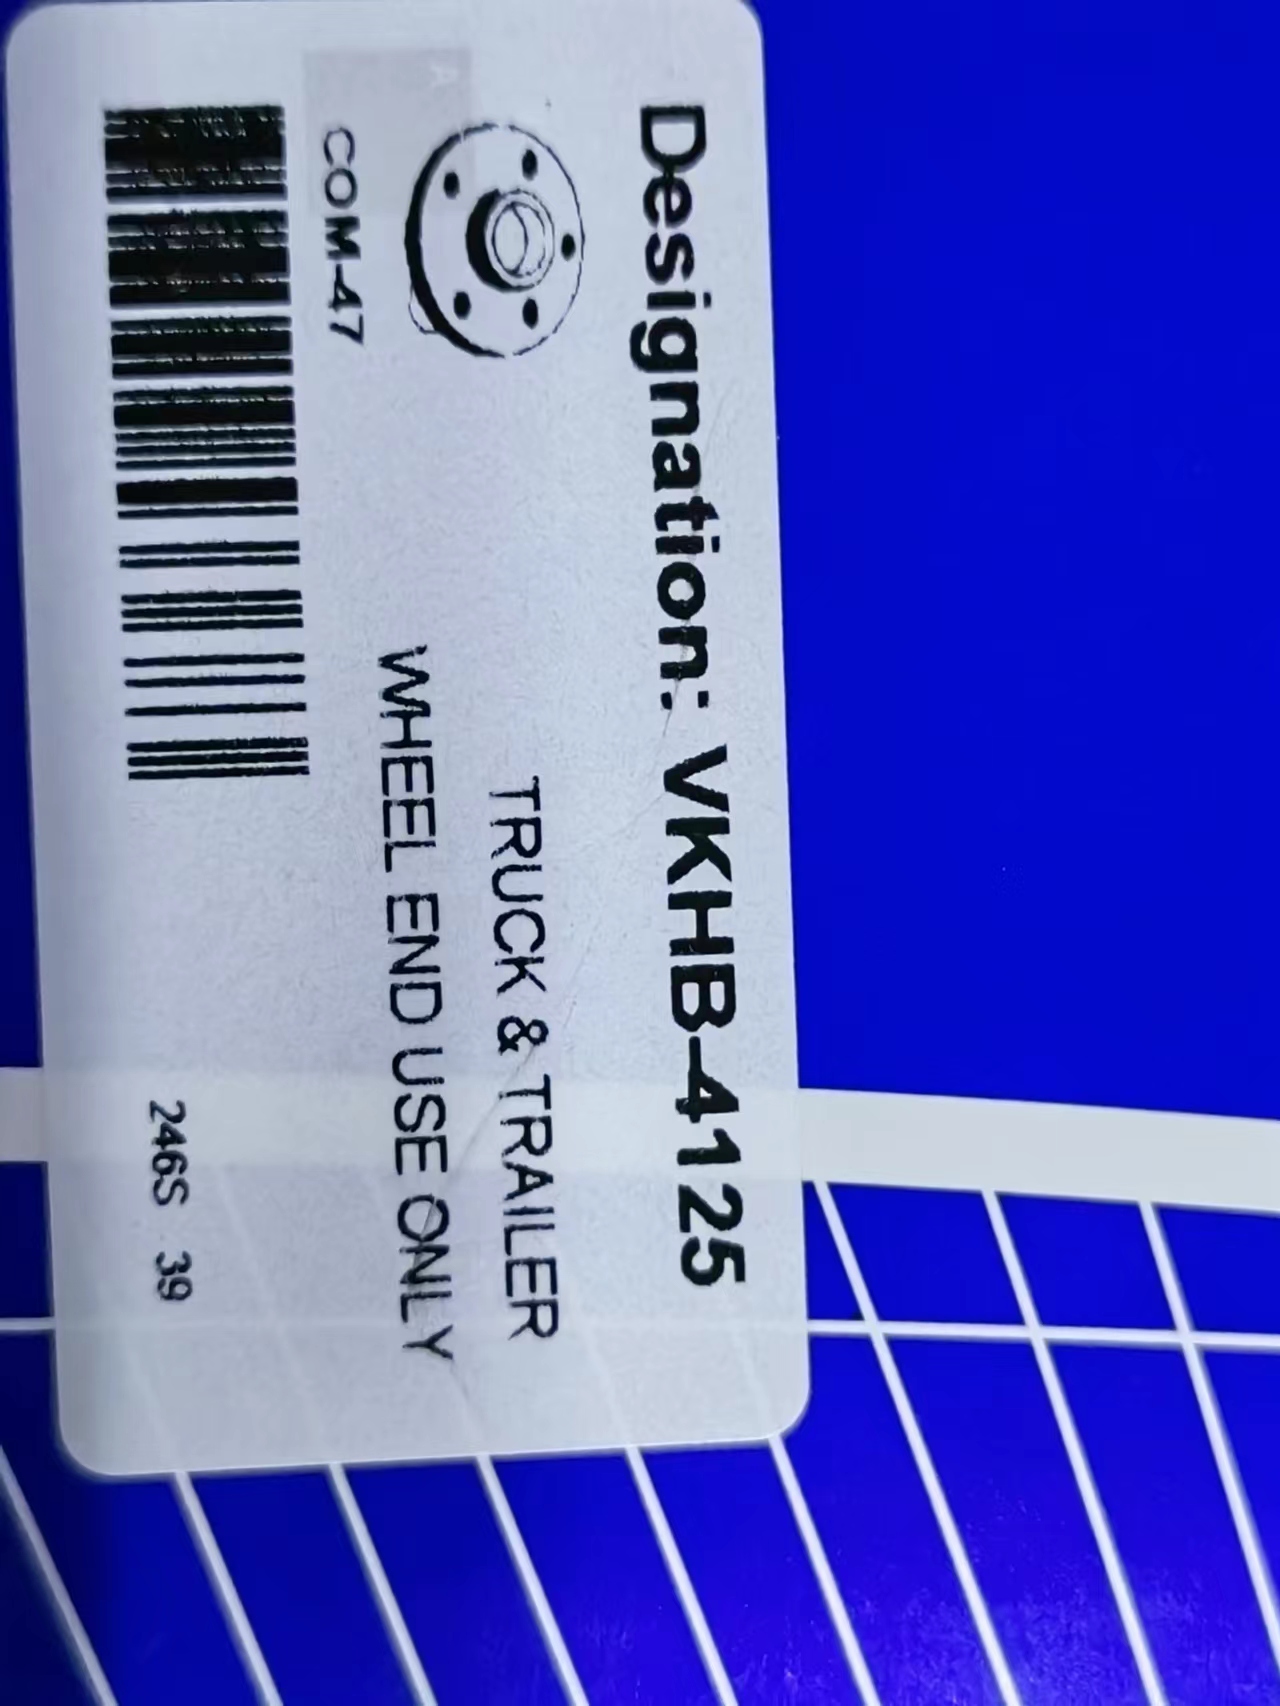 Designation: VKHB-4125
TRUCK & TRAILER
WHEEL END USE ONLY
COM-47
246S 39